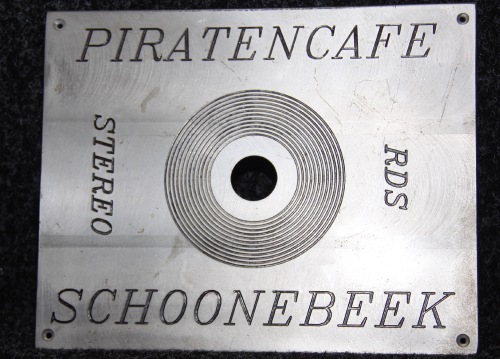 PIRATENCAFE
STEREO
RDS
SCHOONEBEEK